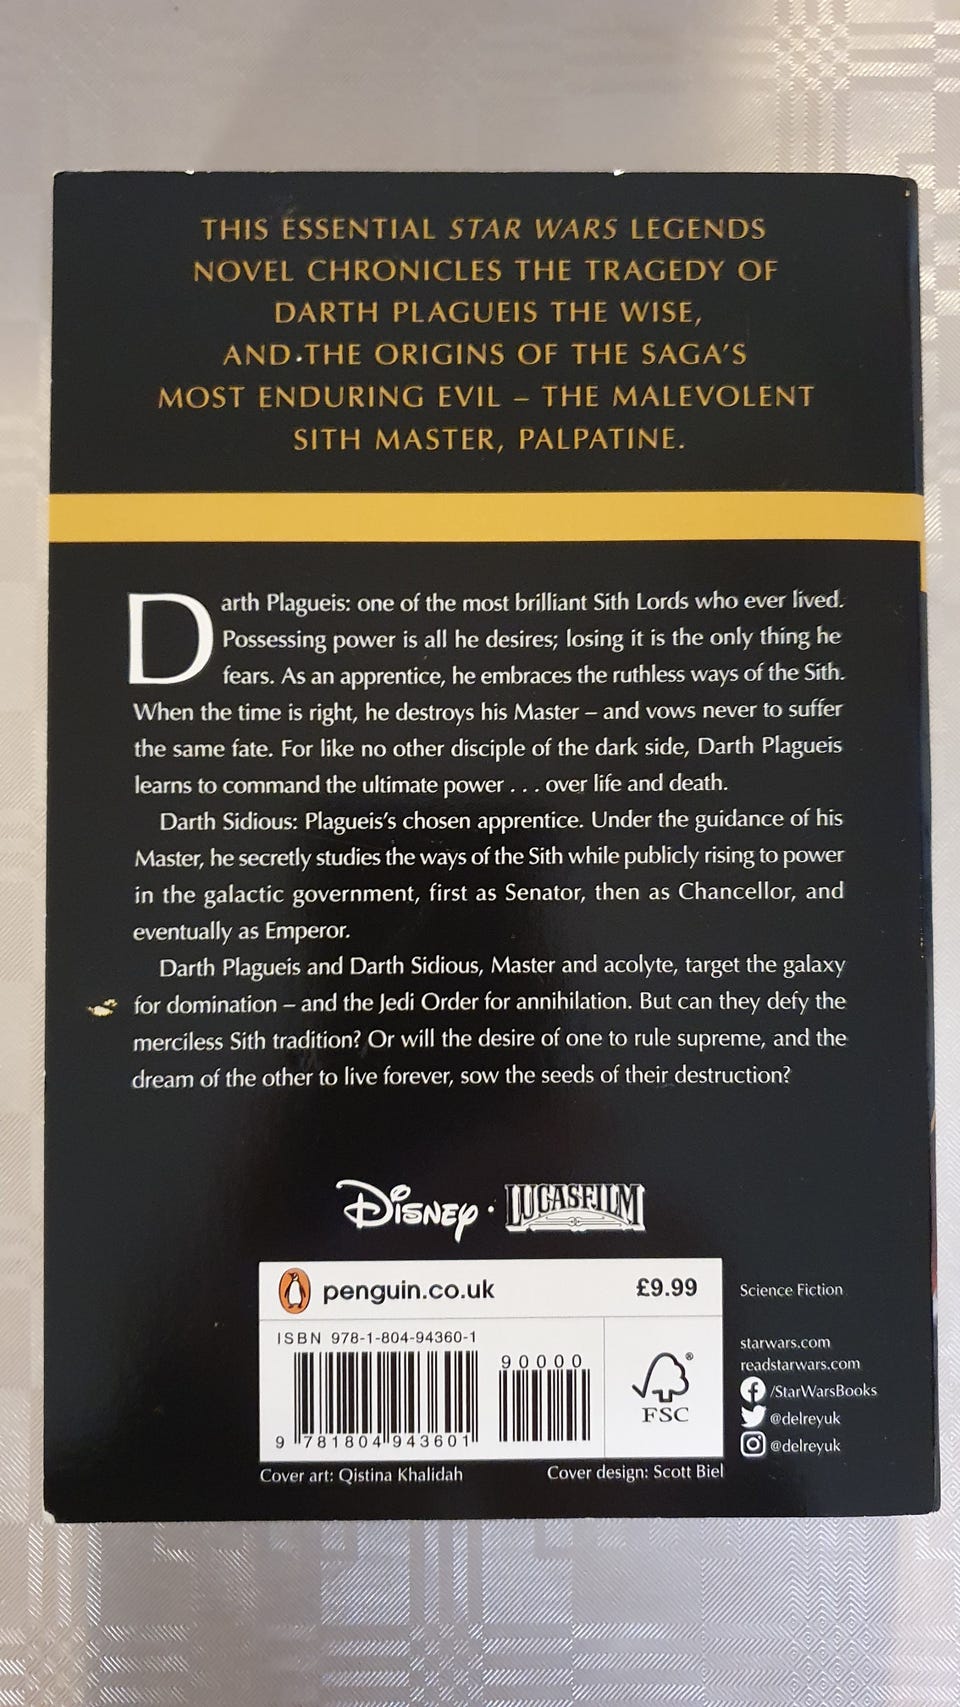 THIS ESSENTIAL STAR WARS LEGENDS
NOVEL CHRONICLES THE TRAGEDY OF
DARTH PLAGUEIS THE WISE,
AND THE ORIGINS OF THE SAGA'S
MOST ENDURING EVIL – THE MALEVOLENT
SITH MASTER, PALPATINE.
Darth Plagueis: one of the most brilliant Sith Lords who ever lived.
Possessing power is all he desires; losing it is the only thing he
fears. As an apprentice, he embraces the ruthless ways of the Sith.
When the time is right, he destroys his Master – and vows never to suffer
the same fate. For like no other disciple of the dark side, Darth Plagueis
learns to command the ultimate power . . . over life and death.
Darth Sidious: Plagueis's chosen apprentice. Under the guidance of his
Master, he secretly studies the ways of the Sith while publicly rising to power
in the galactic government, first as Senator, then as Chancellor, and
eventually as Emperor.
Darth Plagueis and Darth Sidious, Master and acolyte, target the galaxy
for domination – and the Jedi Order for annihilation. But can they defy the
merciless Sith tradition? Or will the desire of one to rule supreme, and the
dream of the other to live forever, sow the seeds of their destruction?
Disney · LUCASFILM
penguin.co.uk £9.99
ISBN 978-1-804-94360-1
90000
9 781804 943601
FSC
®
Cover art: Qistina Khalidah
Cover design: Scott Biel
Science Fiction
starwars.com
readstarwars.com
/StarWarsBooks
@delreyuk
@delreyuk